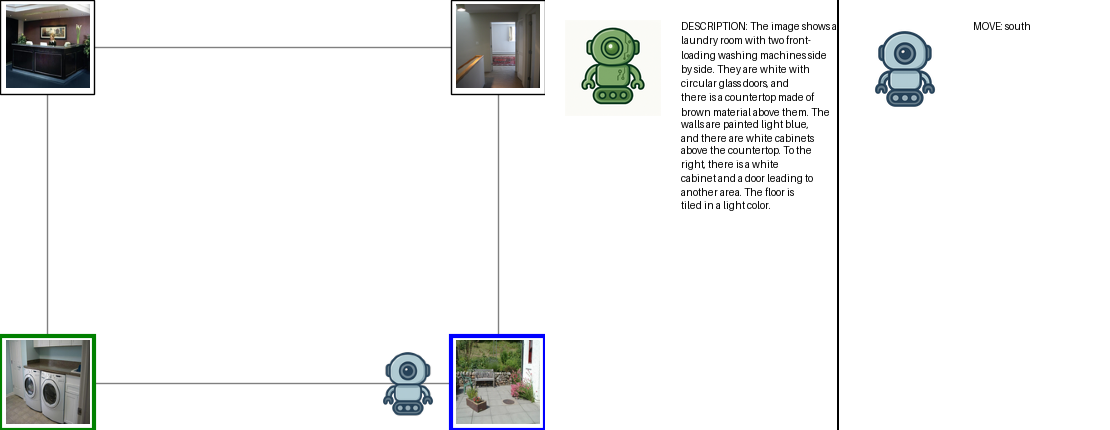 DESCRIPTION: The image shows a
laundry room with two front-
loading washing machines side
by side. They are white with
circular glass doors, and
there is a countertop made of
brown material above them. The
walls are painted light blue,
and there are white cabinets
above the countertop. To the
right, there is a white
cabinet and a door leading to
another area. The floor is
tiled in a light color.
MOVE: south